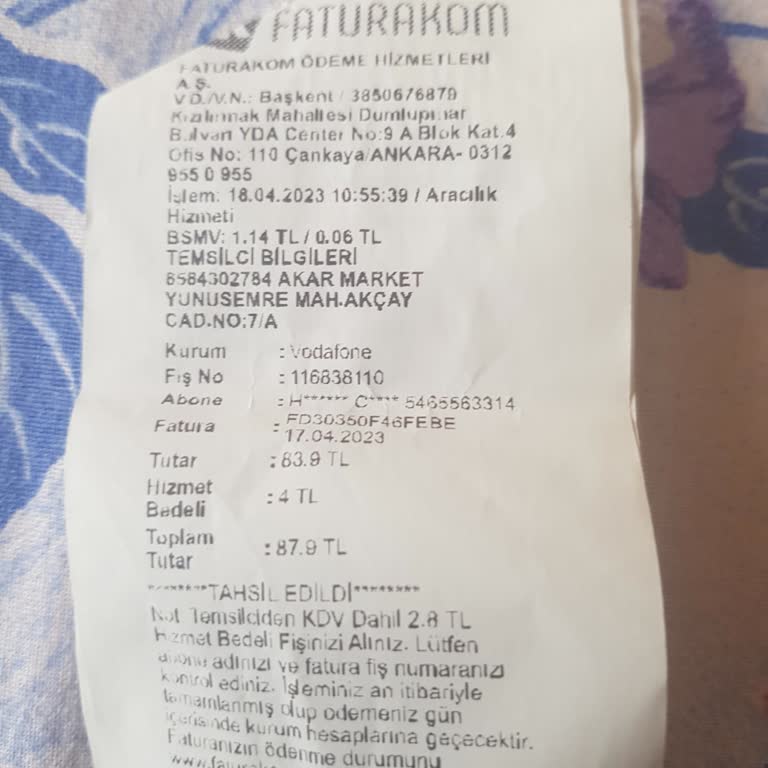 FATURAKOM
FATURAKOM ÖDEME HİZMETLERİ
A.Ş.
V.D./V.N.: Başkent / 3850676879
Kızılırmak Mahallesi Dumlupınar
Bulvarı YDA Center No:9 A Blok Kat.4
Ofis No: 110 Çankaya/ANKARA- 0312
955 0 955
İşlem: 18.04.2023 10:55:39 / Aracılık
Hizmeti
BSMV: 1.14 TL / 0.06 TL
TEMSİLCİ BİLGİLERİ
8584302784 AKAR MARKET
YUNUSEMRE MAH.AKÇAY
CAD.NO:7/A
Kurum : Vodafone
Fiş No : 116838110
Abone : H****** C**** 5465563314
Fatura : FD30350F46FEBE
17.04.2023
Tutar : 83.9 TL
Hizmet
Bedeli : 4 TL
Toplam
Tutar : 87.9 TL
********TAHSİL EDİLDİ********
Not: Temsilciden KDV Dahil 2.8 TL
Hizmet Bedeli Fişinizi Alınız. Lütfen
abone adınızı ve fatura fiş numaranızı
kontrol ediniz. İşleminiz an itibariyle
tamamlanmış olup ödemeniz gün
içerisinde kurum hesaplarına geçecektir.
Faturanızın ödenme durumunu